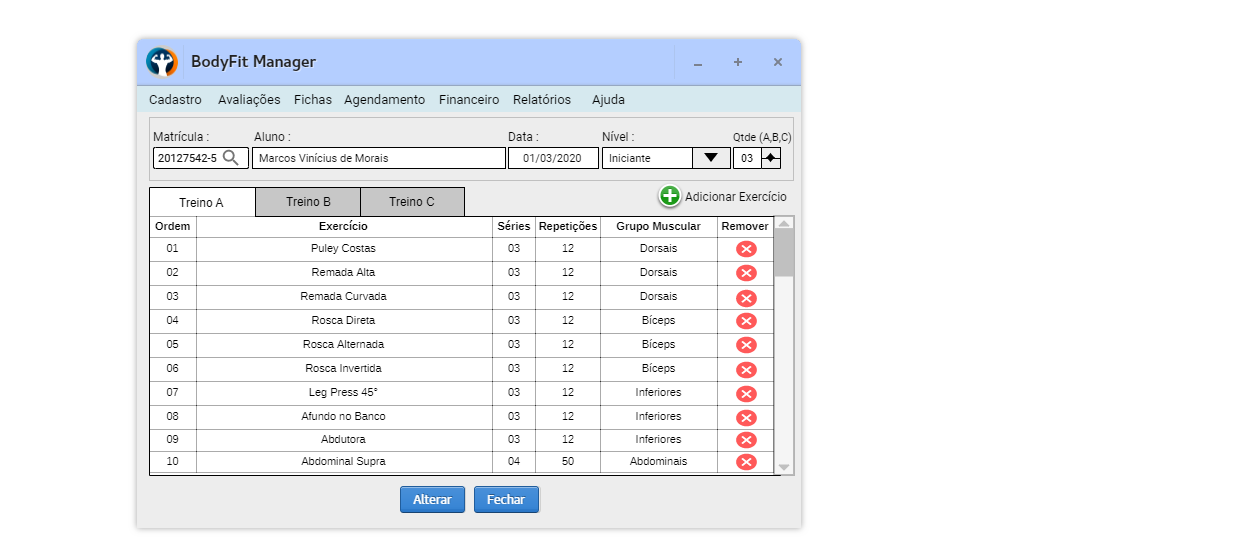 BodyFit Manager
Cadastro Avaliações Fichas Agendamento Financeiro Relatórios Ajuda
Matrícula : Aluno : Data : Nível : Qtde (A,B,C)
20127542-5 Marcos Vinícius de Morais 01/03/2020 Iniciante 03
Treino A Treino B Treino C Adicionar Exercício
Ordem Exercício Séries Repetições Grupo Muscular Remover
01 Puley Costas 03 12 Dorsais
02 Remada Alta 03 12 Dorsais
03 Remada Curvada 03 12 Dorsais
04 Rosca Direta 03 12 Bíceps
05 Rosca Alternada 03 12 Bíceps
06 Rosca Invertida 03 12 Bíceps
07 Leg Press 45° 03 12 Inferiores
08 Afundo no Banco 03 12 Inferiores
09 Abdutora 03 12 Inferiores
10 Abdominal Supra 04 50 Abdominais
Alterar Fechar